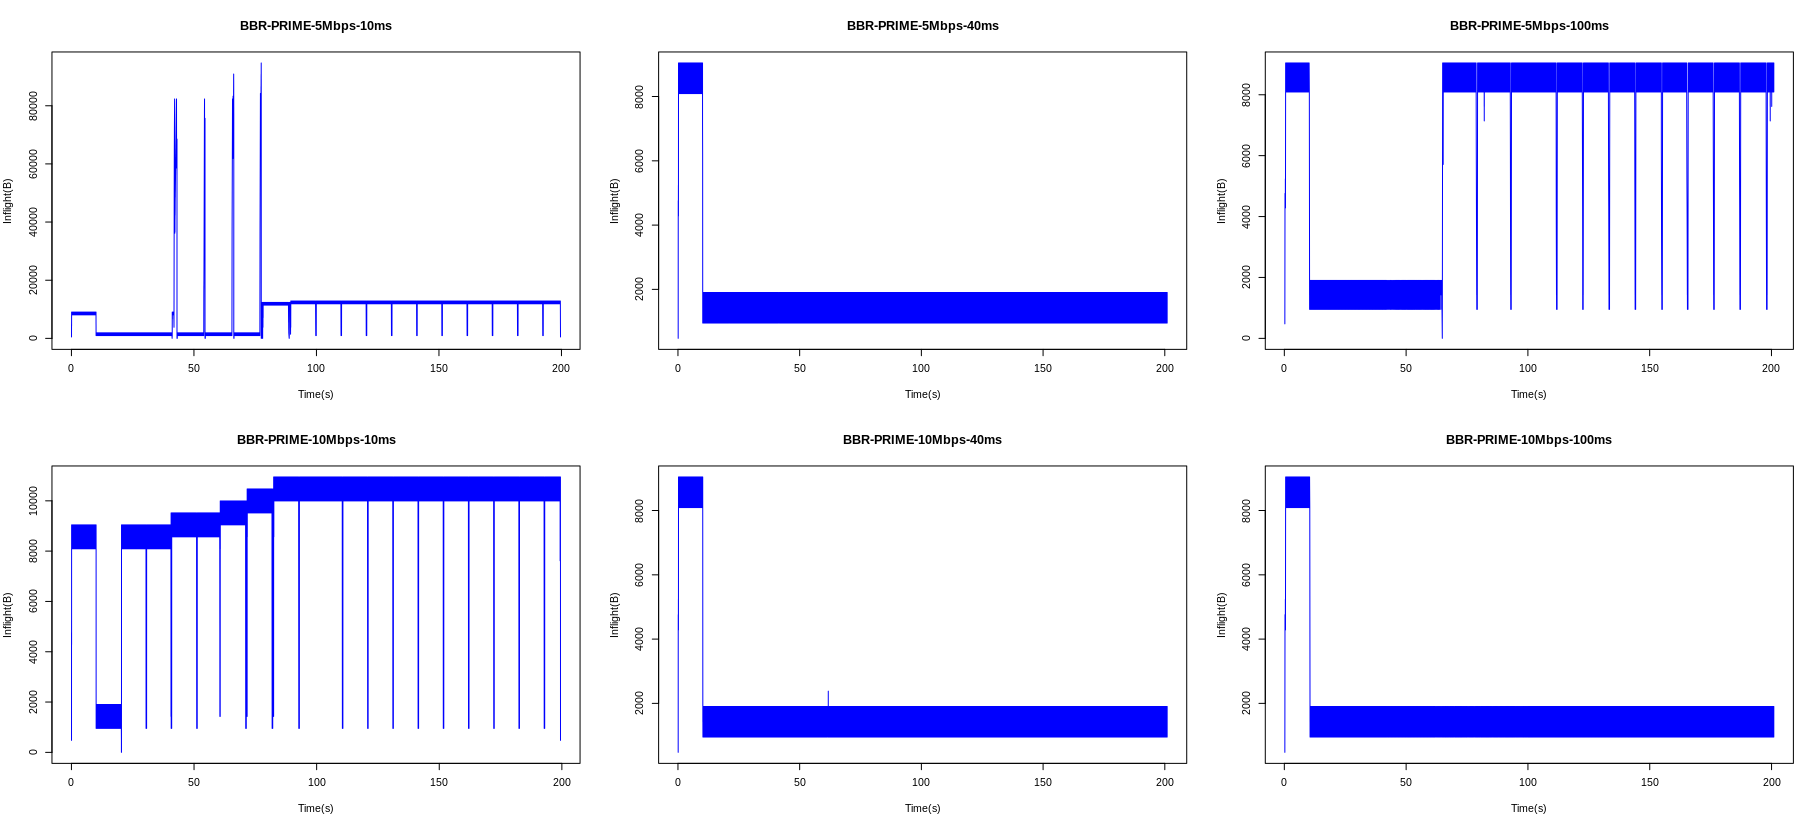 BBR-PRIME-5Mbps-10ms
Inflight(B)
80000
60000
40000
20000
0
0 50 100 150 200
Time(s)
BBR-PRIME-5Mbps-40ms
Inflight(B)
8000
6000
4000
2000
0 50 100 150 200
Time(s)
BBR-PRIME-5Mbps-100ms
Inflight(B)
8000
6000
4000
2000
0
0 50 100 150 200
Time(s)
BBR-PRIME-10Mbps-10ms
Inflight(B)
10000
8000
6000
4000
2000
0
0 50 100 150 200
Time(s)
BBR-PRIME-10Mbps-40ms
Inflight(B)
8000
6000
4000
2000
0 50 100 150 200
Time(s)
BBR-PRIME-10Mbps-100ms
Inflight(B)
8000
6000
4000
2000
0 50 100 150 200
Time(s)